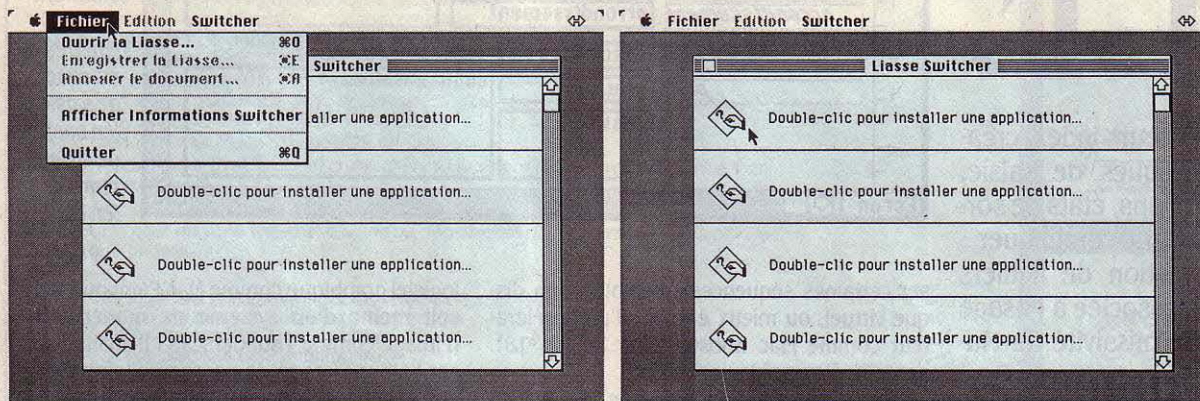 Fichier Edition Switcher
Ouvrir la Liasse... ⌘O
Enregistrer la Liasse... ⌘E
Annexer le document... ⌘A
Afficher Informations Switcher
Quitter ⌘Q
Switcher
aller une application...
Double-clic pour installer une application...
Double-clic pour installer une application...
Double-clic pour installer une application...
Fichier Edition Switcher
Liasse Switcher
Double-clic pour installer une application...
Double-clic pour installer une application...
Double-clic pour installer une application...
Double-clic pour installer une application...